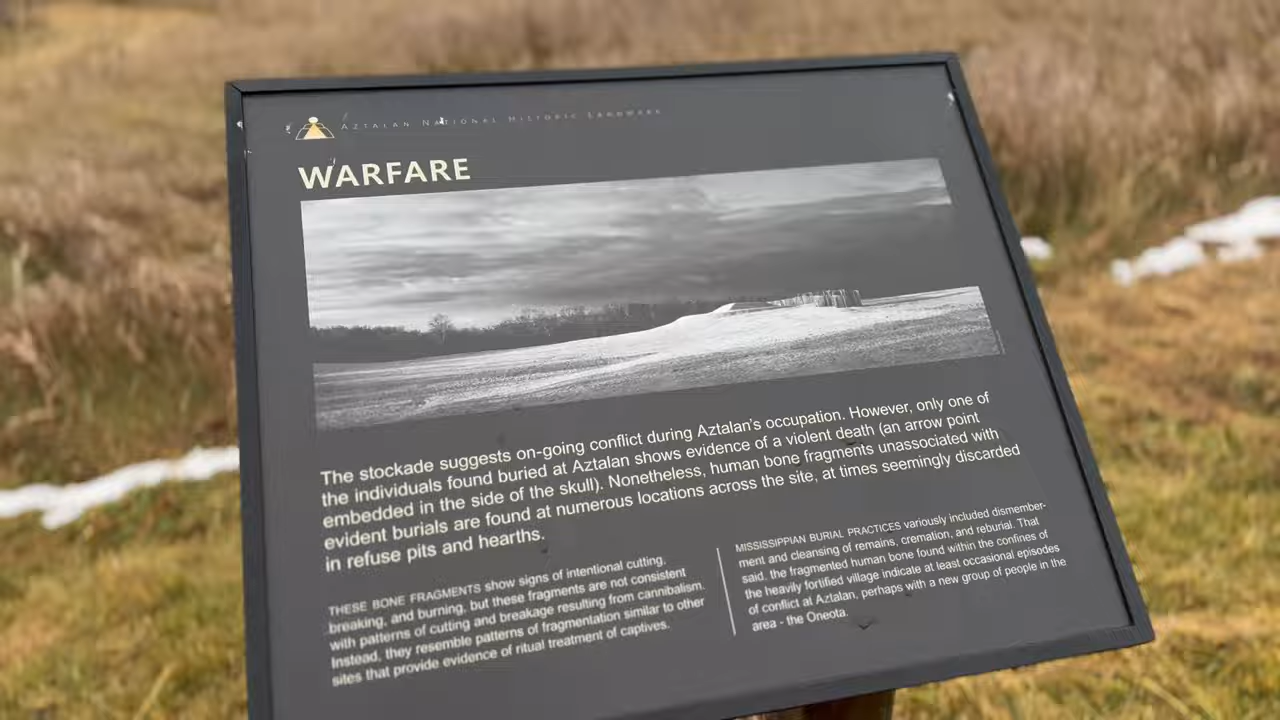 AZTALAN NATIONAL HISTORIC LANDMARK
WARFARE
The stockade suggests on-going conflict during Aztalan's occupation. However, only one of
the individuals found buried at Aztalan shows evidence of a violent death (an arrow point
embedded in the side of the skull). Nonetheless, human bone fragments unassociated with
evident burials are found at numerous locations across the site, at times seemingly discarded
in refuse pits and hearths.
THESE BONE FRAGMENTS show signs of intentional cutting,
breaking, and burning, but these fragments are not consistent
with patterns of cutting and breakage resulting from cannibalism.
Instead, they resemble patterns of fragmentation similar to other
sites that provide evidence of ritual treatment of captives.
MISSISSIPPIAN BURIAL PRACTICES variously included dismember-
ment and cleansing of remains, cremation, and reburial. That
said, the fragmented human bone found within the confines of
the heavily fortified village indicate at least occasional episodes
of conflict at Aztalan, perhaps with a new group of people in the
area - the Oneota.